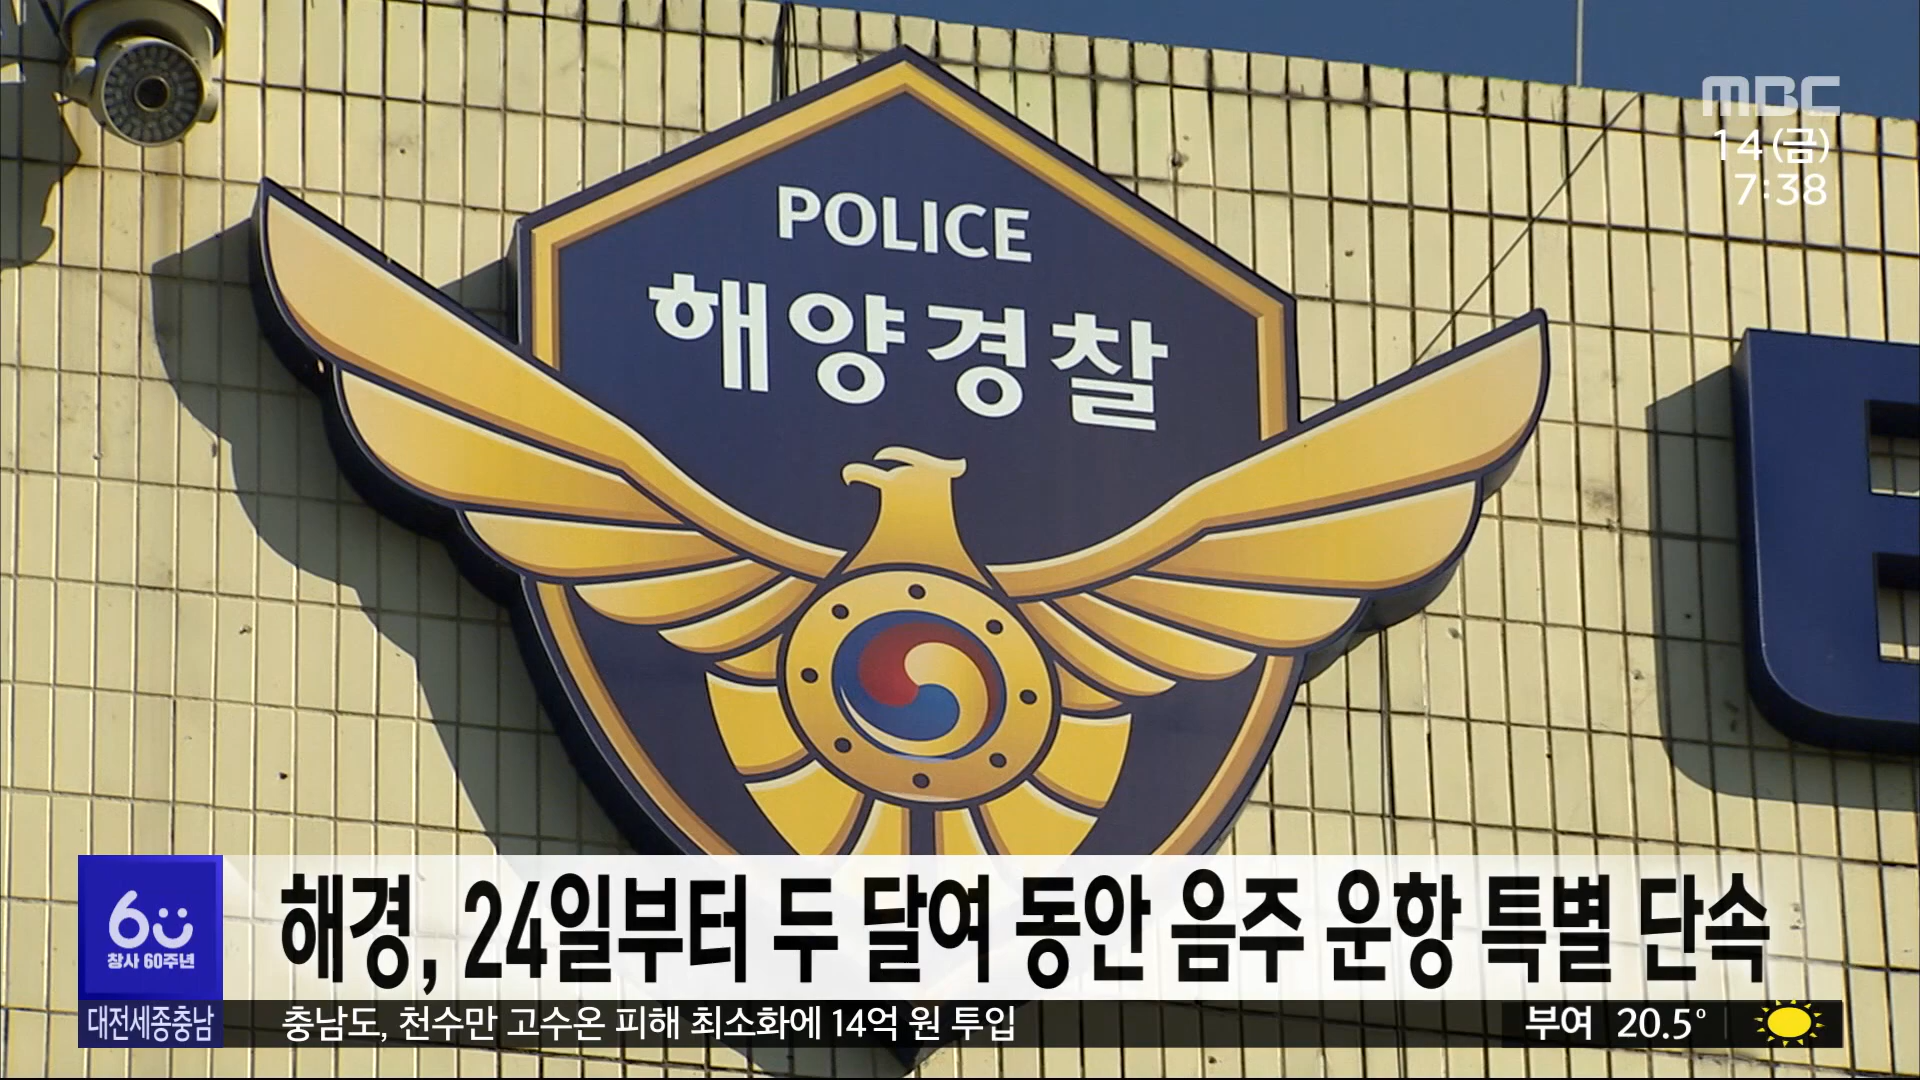 MBC
14(금)
7:38
POLICE
해양경찰
60
창사 60주년
해경, 24일부터 두 달여 동안 음주 운항 특별 단속
대전세종충남
충남도, 천수만 고수온 피해 최소화에 14억 원 투입
부여 20.5°